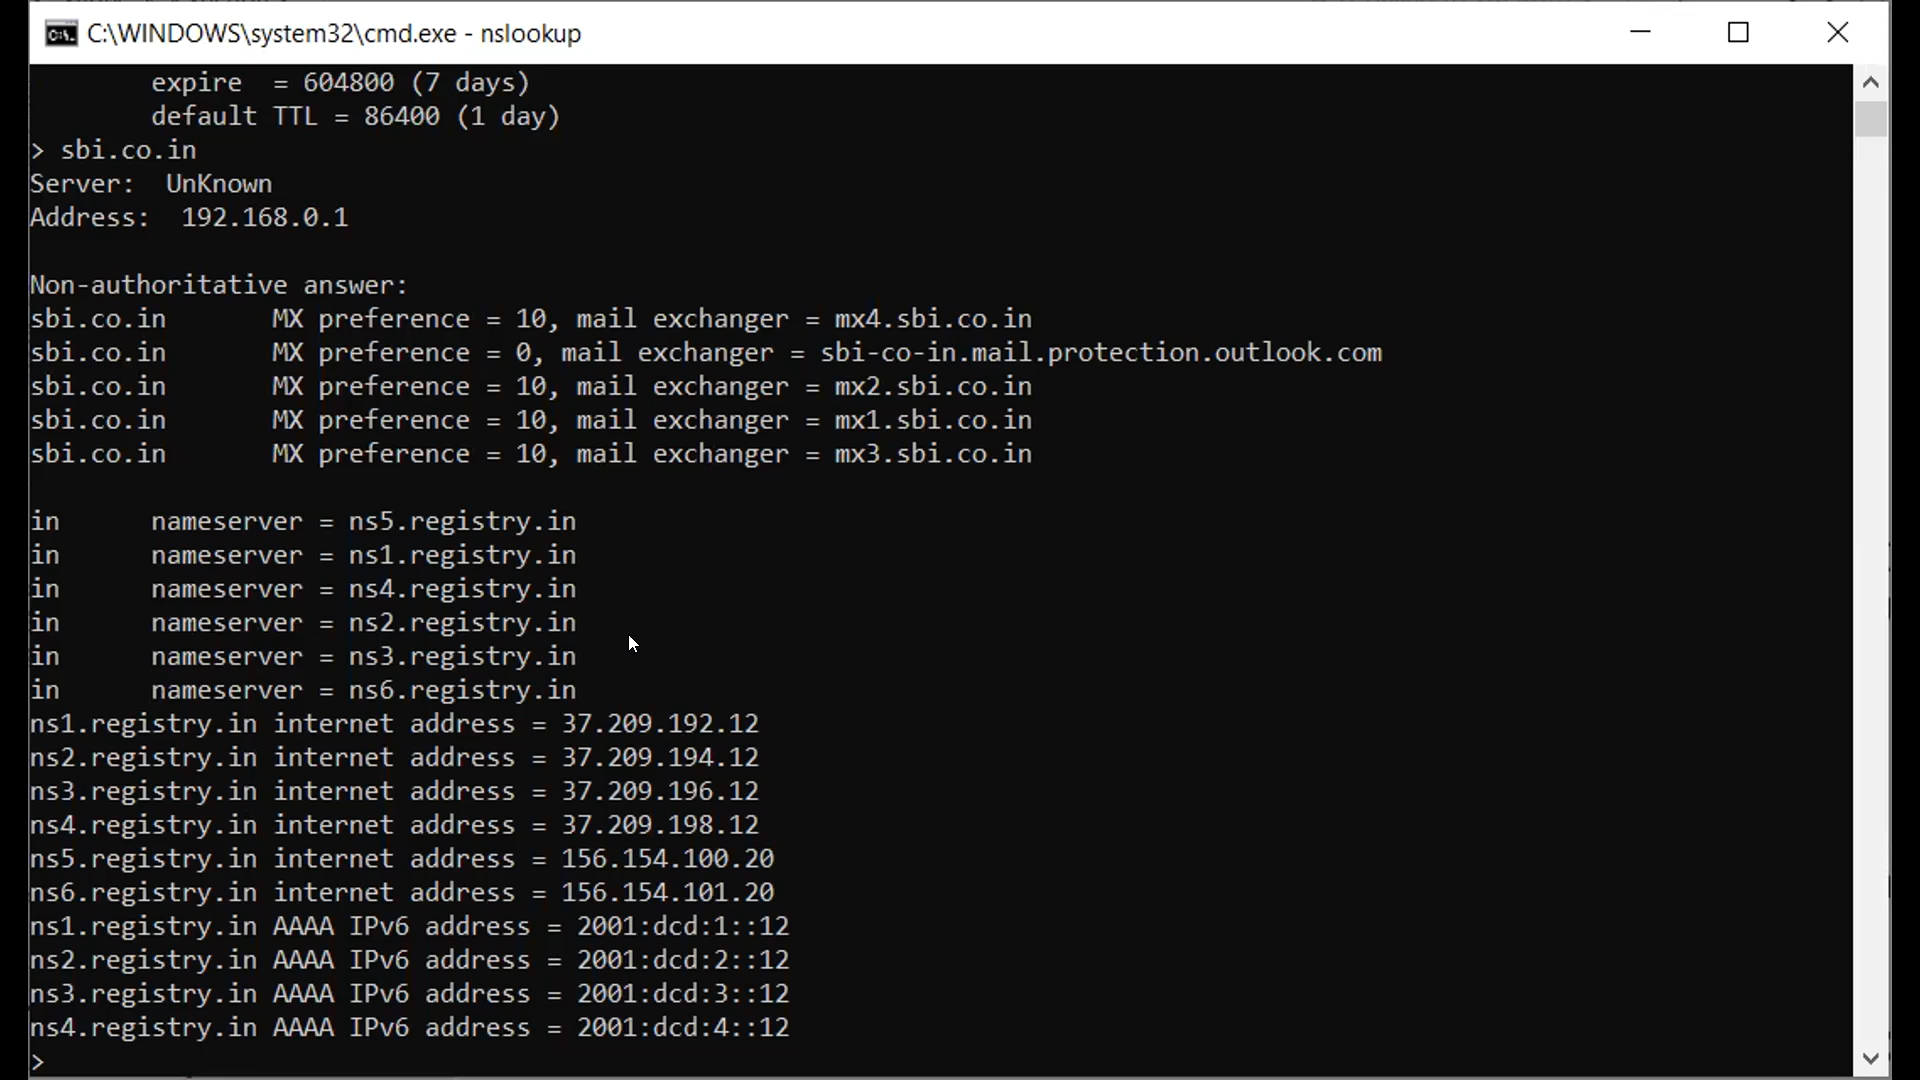 C:\WINDOWS\system32\cmd.exe - nslookup
expire  = 604800 (7 days)
default TTL = 86400 (1 day)
> sbi.co.in
Server:  UnKnown
Address:  192.168.0.1
Non-authoritative answer:
sbi.co.in       MX preference = 10, mail exchanger = mx4.sbi.co.in
sbi.co.in       MX preference = 0, mail exchanger = sbi-co-in.mail.protection.outlook.com
sbi.co.in       MX preference = 10, mail exchanger = mx2.sbi.co.in
sbi.co.in       MX preference = 10, mail exchanger = mx1.sbi.co.in
sbi.co.in       MX preference = 10, mail exchanger = mx3.sbi.co.in
in      nameserver = ns5.registry.in
in      nameserver = ns1.registry.in
in      nameserver = ns4.registry.in
in      nameserver = ns2.registry.in
in      nameserver = ns3.registry.in
in      nameserver = ns6.registry.in
ns1.registry.in internet address = 37.209.192.12
ns2.registry.in internet address = 37.209.194.12
ns3.registry.in internet address = 37.209.196.12
ns4.registry.in internet address = 37.209.198.12
ns5.registry.in internet address = 156.154.100.20
ns6.registry.in internet address = 156.154.101.20
ns1.registry.in AAAA IPv6 address = 2001:dcd:1::12
ns2.registry.in AAAA IPv6 address = 2001:dcd:2::12
ns3.registry.in AAAA IPv6 address = 2001:dcd:3::12
ns4.registry.in AAAA IPv6 address = 2001:dcd:4::12
>